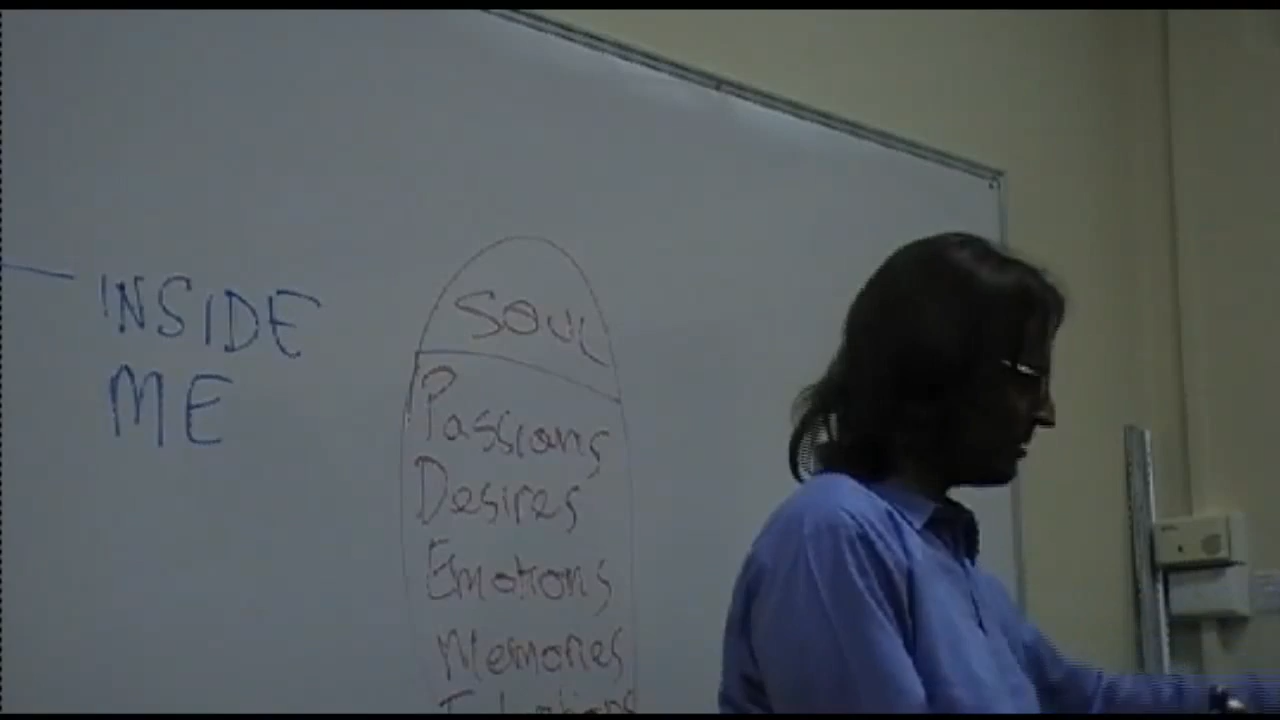 INSIDE
ME
SOUL
Passions
Desires
Emotions
Memories